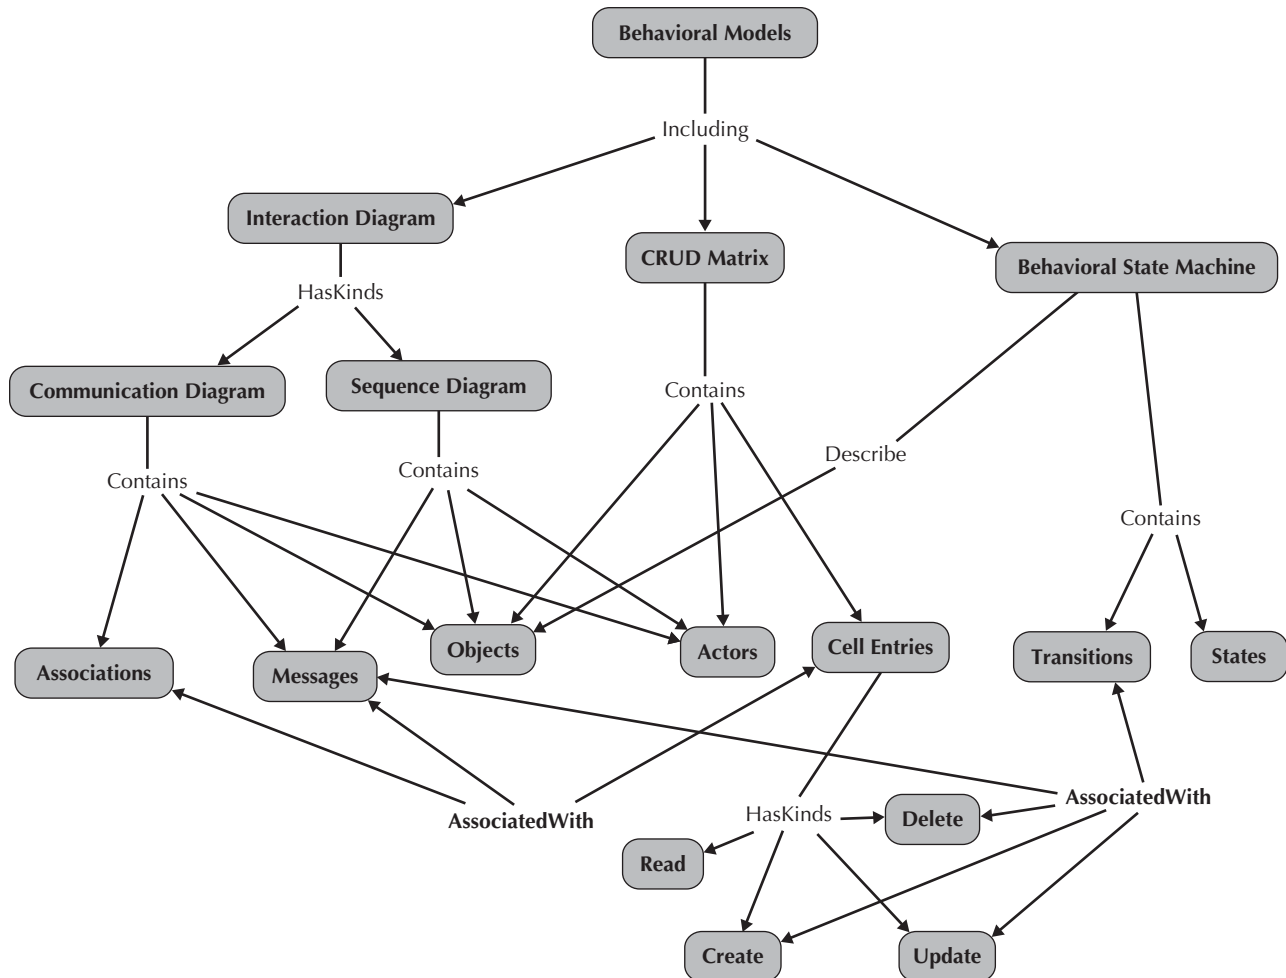 Behavioral Models
Including
Interaction Diagram
CRUD Matrix
Behavioral State Machine
HasKinds
Communication Diagram
Sequence Diagram
Contains
Describe
Contains
Contains
Contains
Objects
Actors
Cell Entries
Transitions
States
Associations
Messages
AssociatedWith
AssociatedWith
HasKinds
Delete
Read
Create
Update